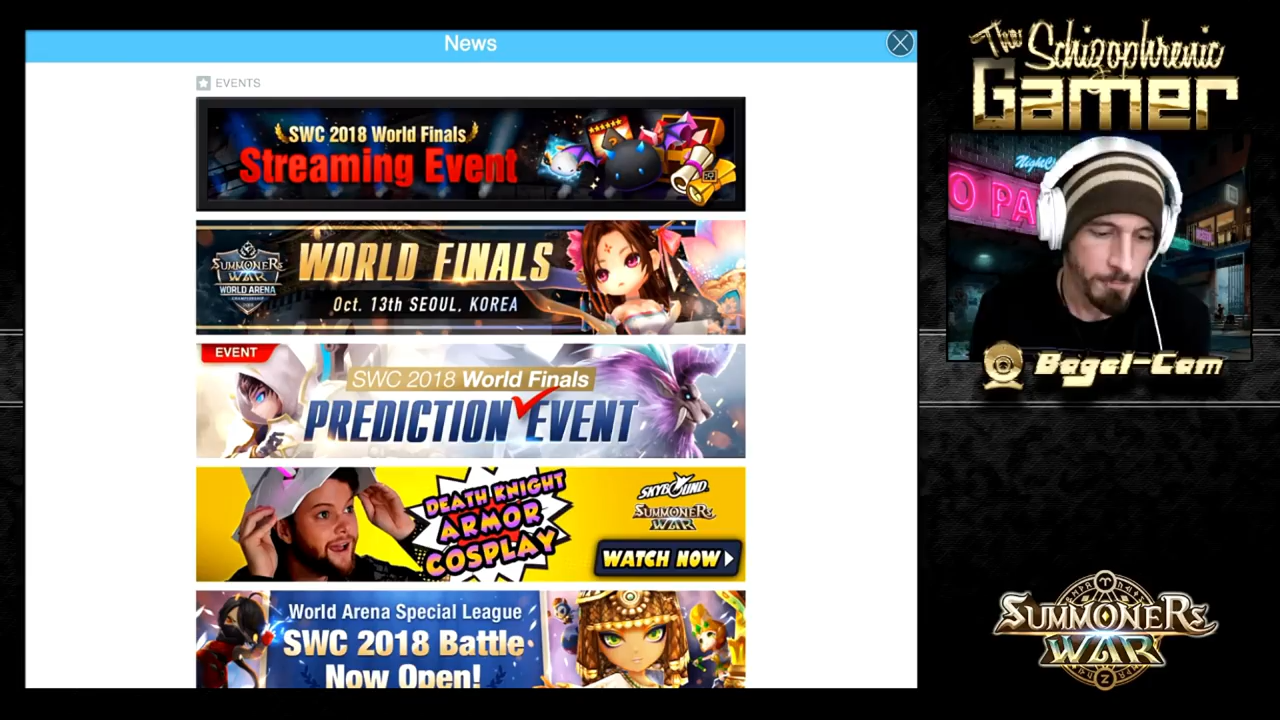 News
EVENTS
SWC 2018 World Finals
Streaming Event
SUMMONERS
WAR
WORLD ARENA
CHAMPIONSHIP
WORLD FINALS
Oct. 13th SEOUL, KOREA
EVENT
SWC 2018 World Finals
PREDICTION EVENT
DEATH KNIGHT
ARMOR
COSPLAY
SKYBOUND
SUMMONERS
WAR
WATCH NOW
World Arena Special League
SWC 2018 Battle
Now Open!
The Schizophrenic
Gamer
O PA
Bagel-Cam
SUMMONERS
WAR